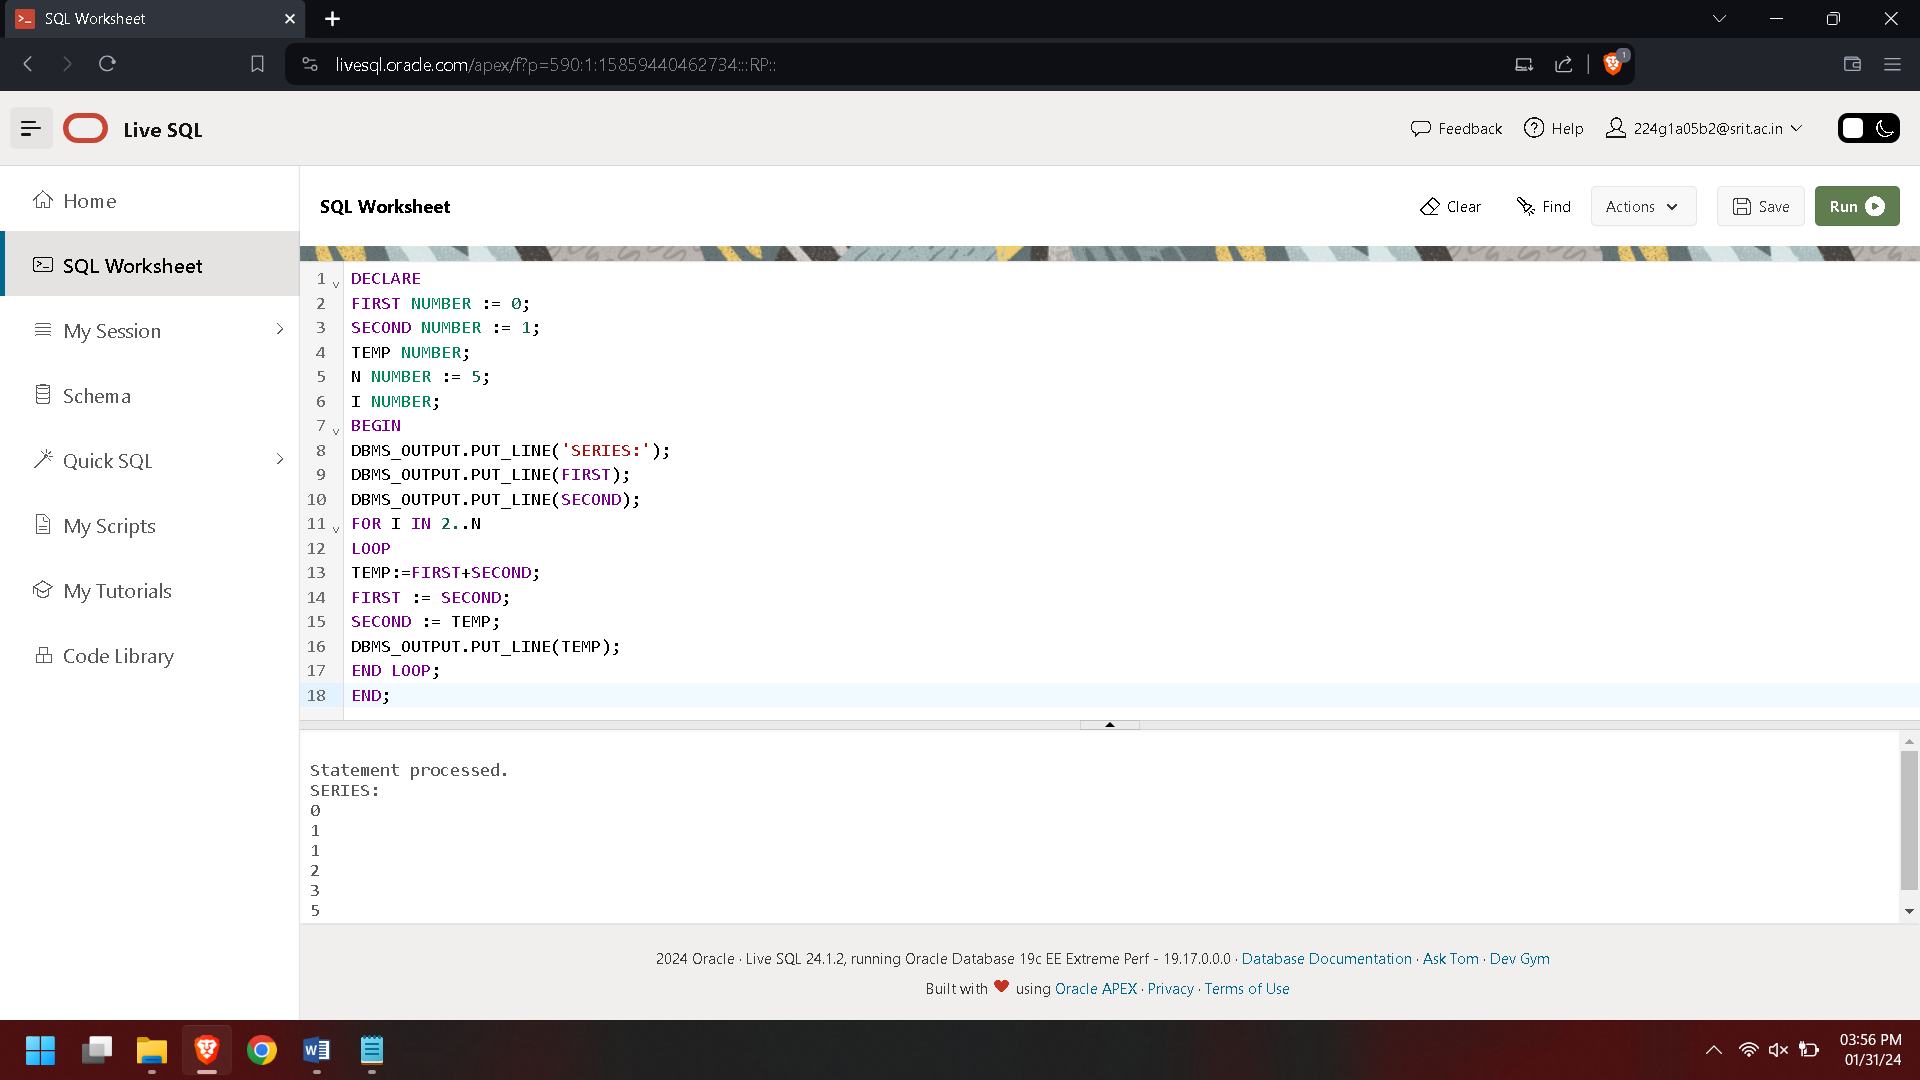 SQL Worksheet
livesql.oracle.com/apex/f?p=590:1:15859440462734:::RP::
1
Live SQL
Feedback
Help
224g1a05b2@srit.ac.in
Home
SQL Worksheet
My Session
Schema
Quick SQL
My Scripts
My Tutorials
Code Library
SQL Worksheet
Clear
Find
Actions
Save
Run
1 DECLARE
2 FIRST NUMBER := 0;
3 SECOND NUMBER := 1;
4 TEMP NUMBER;
5 N NUMBER := 5;
6 I NUMBER;
7 BEGIN
8 DBMS_OUTPUT.PUT_LINE('SERIES:');
9 DBMS_OUTPUT.PUT_LINE(FIRST);
10 DBMS_OUTPUT.PUT_LINE(SECOND);
11 FOR I IN 2..N
12 LOOP
13 TEMP:=FIRST+SECOND;
14 FIRST := SECOND;
15 SECOND := TEMP;
16 DBMS_OUTPUT.PUT_LINE(TEMP);
17 END LOOP;
18 END;
Statement processed.
SERIES:
0
1
1
2
3
5
2024 Oracle · Live SQL 24.1.2, running Oracle Database 19c EE Extreme Perf - 19.17.0.0.0 · Database Documentation · Ask Tom · Dev Gym
Built with ❤ using Oracle APEX · Privacy · Terms of Use
03:56 PM
01/31/24